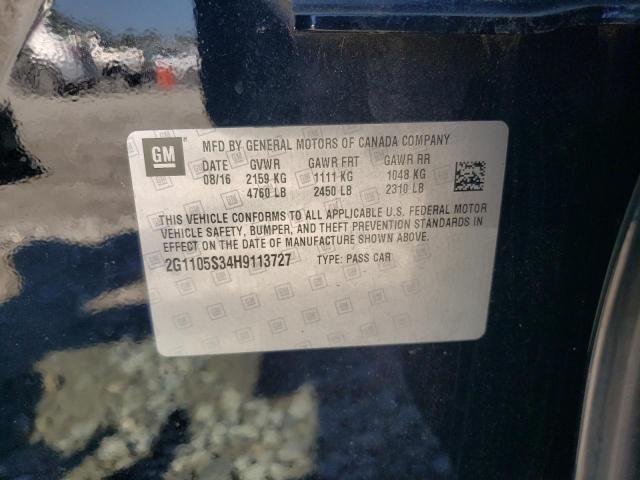 GM
MFD BY GENERAL MOTORS OF CANADA COMPANY
DATE GVWR GAWR FRT GAWR RR
08/16 2159 KG 1111 KG 1048 KG
4760 LB 2450 LB 2310 LB
THIS VEHICLE CONFORMS TO ALL APPLICABLE U.S. FEDERAL MOTOR
VEHICLE SAFETY, BUMPER, AND THEFT PREVENTION STANDARDS IN
EFFECT ON THE DATE OF MANUFACTURE SHOWN ABOVE.
2G1105S34H9113727 TYPE: PASS CAR